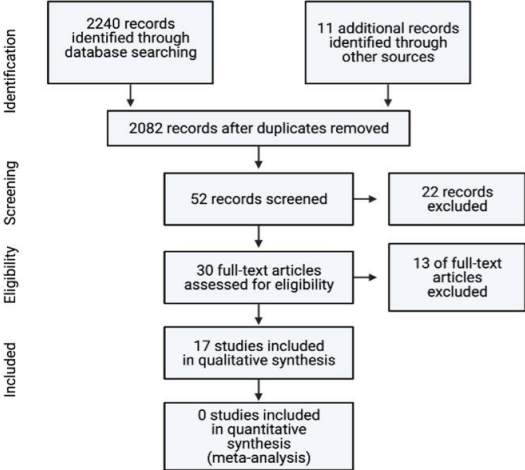 Identification
2240 records
identified through
database searching
11 additional records
identified through
other sources
2082 records after duplicates removed
Screening
52 records screened
22 records
excluded
Eligibility
30 full-text articles
assessed for eligibility
13 of full-text
articles
excluded
Included
17 studies included
in qualitative synthesis
0 studies included
in quantitative
synthesis
(meta-analysis)